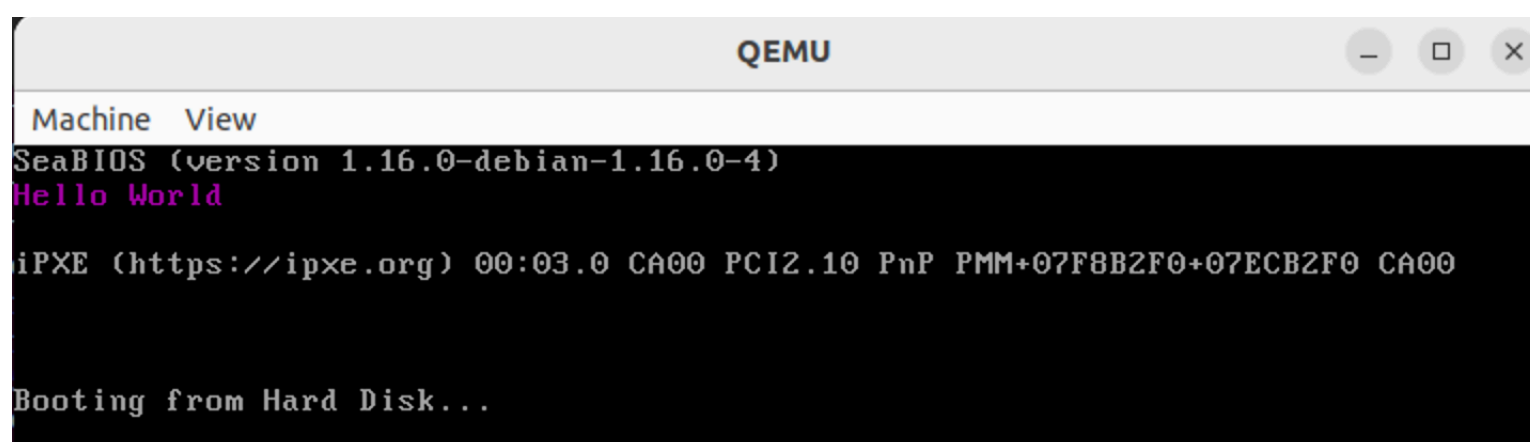 QEMU
Machine View
SeaBIOS (version 1.16.0-debian-1.16.0-4)
Hello World
iPXE (https://ipxe.org) 00:03.0 CA00 PCI2.10 PnP PMM+07F8B2F0+07ECB2F0 CA00
Booting from Hard Disk...